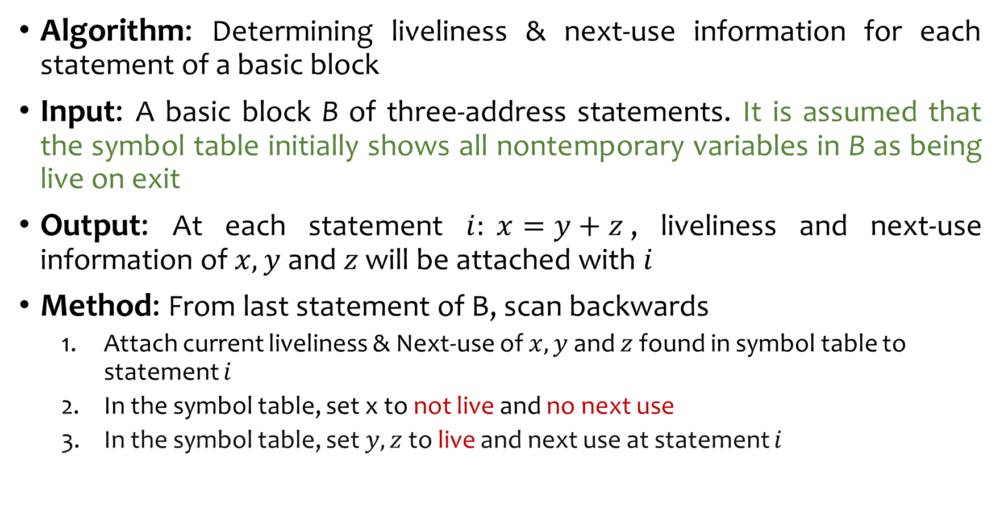 • Algorithm: Determining liveliness & next-use information for each
statement of a basic block
• Input: A basic block B of three-address statements. It is assumed that
the symbol table initially shows all nontemporary variables in B as being
live on exit
• Output: At each statement i: x = y + z , liveliness and next-use
information of x, y and z will be attached with i
• Method: From last statement of B, scan backwards
1. Attach current liveliness & Next-use of x, y and z found in symbol table to
statement i
2. In the symbol table, set x to not live and no next use
3. In the symbol table, set y, z to live and next use at statement i